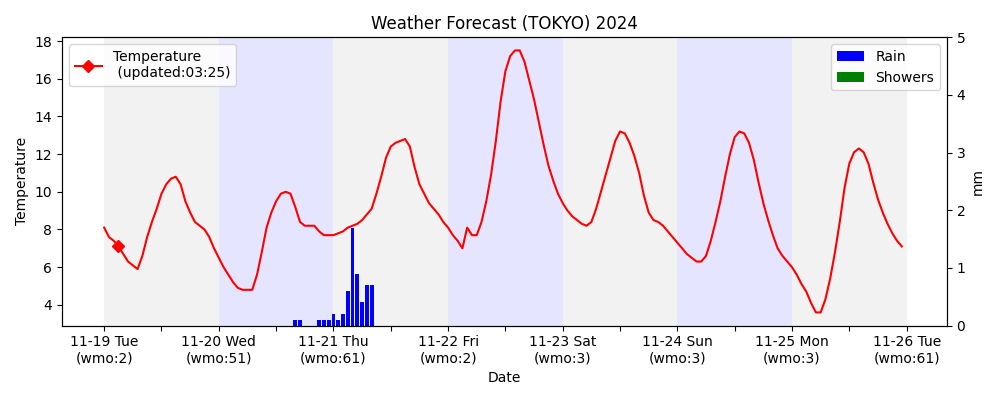 Weather Forecast (TOKYO) 2024
Temperature
(updated:03:25)
Rain
Showers
Temperature
18
16
14
12
10
8
6
4
5
4
3
2
1
0
mm
11-19 Tue
(wmo:2)
11-20 Wed
(wmo:51)
11-21 Thu
(wmo:61)
11-22 Fri
(wmo:2)
11-23 Sat
(wmo:3)
11-24 Sun
(wmo:3)
11-25 Mon
(wmo:3)
11-26 Tue
(wmo:61)
Date